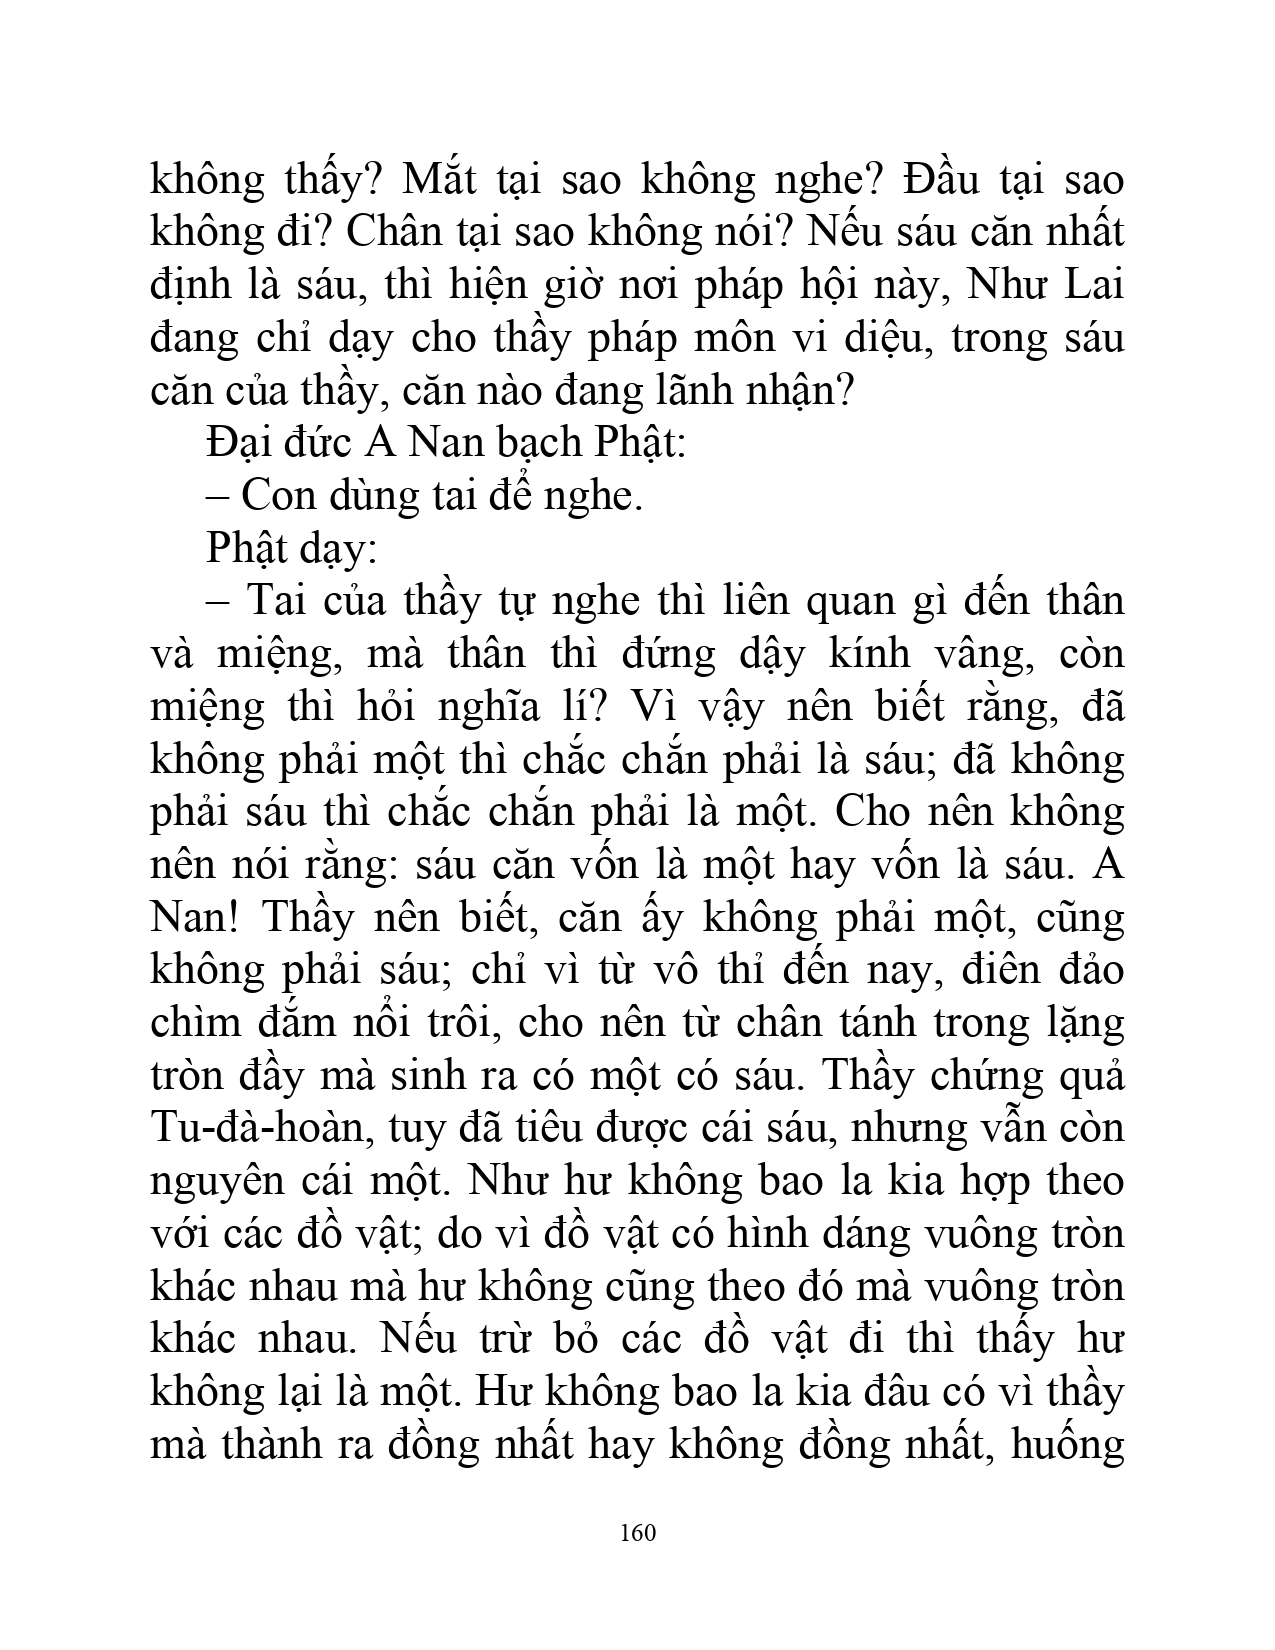 không thấy? Mắt tại sao không nghe? Đầu tại sao
không đi? Chân tại sao không nói? Nếu sáu căn nhất
định là sáu, thì hiện giờ nơi pháp hội này, Như Lai
đang chỉ dạy cho thầy pháp môn vi diệu, trong sáu
căn của thầy, căn nào đang lãnh nhận?
Đại đức A Nan bạch Phật:
– Con dùng tai để nghe.
Phật dạy:
– Tai của thầy tự nghe thì liên quan gì đến thân
và miệng, mà thân thì đứng dậy kính vâng, còn
miệng thì hỏi nghĩa lí? Vì vậy nên biết rằng, đã
không phải một thì chắc chắn phải là sáu; đã không
phải sáu thì chắc chắn phải là một. Cho nên không
nên nói rằng: sáu căn vốn là một hay vốn là sáu. A
Nan! Thầy nên biết, căn ấy không phải một, cũng
không phải sáu; chỉ vì từ vô thỉ đến nay, điên đảo
chìm đắm nổi trôi, cho nên từ chân tánh trong lặng
tròn đầy mà sinh ra có một có sáu. Thầy chứng quả
Tu-đà-hoàn, tuy đã tiêu được cái sáu, nhưng vẫn còn
nguyên cái một. Như hư không bao la kia hợp theo
với các đồ vật; do vì đồ vật có hình dáng vuông tròn
khác nhau mà hư không cũng theo đó mà vuông tròn
khác nhau. Nếu trừ bỏ các đồ vật đi thì thấy hư
không lại là một. Hư không bao la kia đâu có vì thầy
mà thành ra đồng nhất hay không đồng nhất, huống
160